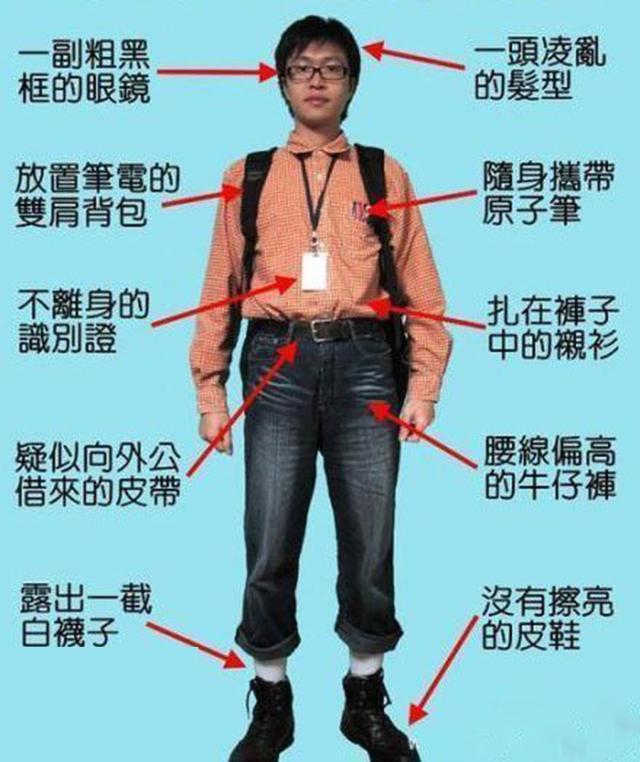 一副粗黑
框的眼鏡
一頭凌亂
的髮型
放置筆電的
雙肩背包
隨身攜帶
原子筆
不離身的
識別證
扎在褲子
中的襯衫
疑似向外公
借來的皮帶
腰線偏高
的牛仔褲
露出一截
白襪子
沒有擦亮
的皮鞋